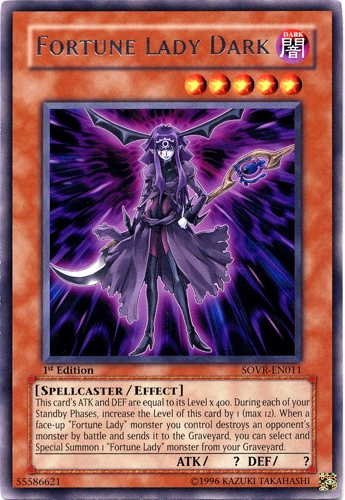 FORTUNE LADY DARK
DARK
闇
1st Edition
SOVR-EN011
[SPELLCASTER / EFFECT]
This card's ATK and DEF are equal to its Level x 400. During each of your
Standby Phases, increase the Level of this card by 1 (max 12). When a
face-up "Fortune Lady" monster you control destroys an opponent's
monster by battle and sends it to the Graveyard, you can select and
Special Summon 1 "Fortune Lady" monster from your Graveyard.
ATK/ ? DEF/ ?
55586621
©1996 KAZUKI TAKAHASHI